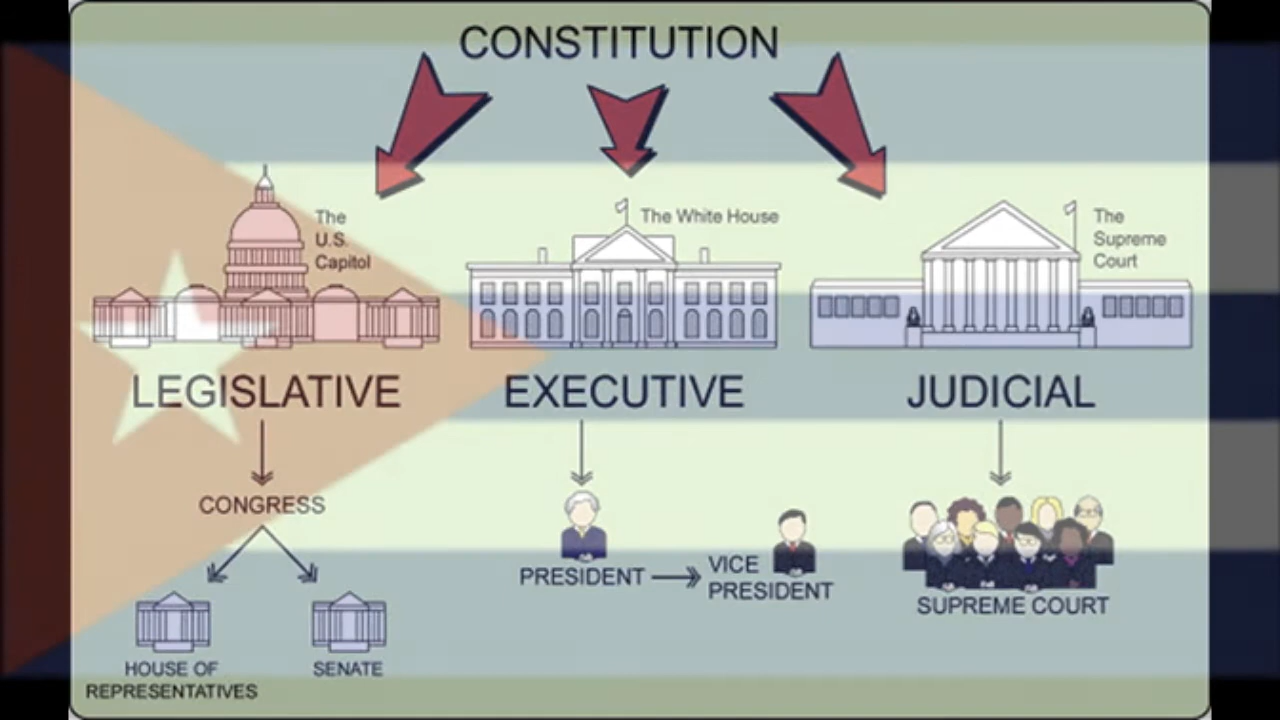 CONSTITUTION
The
U.S.
Capitol
The White House
The
Supreme
Court
LEGISLATIVE
EXECUTIVE
JUDICIAL
CONGRESS
HOUSE OF
REPRESENTATIVES
SENATE
PRESIDENT
VICE
PRESIDENT
SUPREME COURT